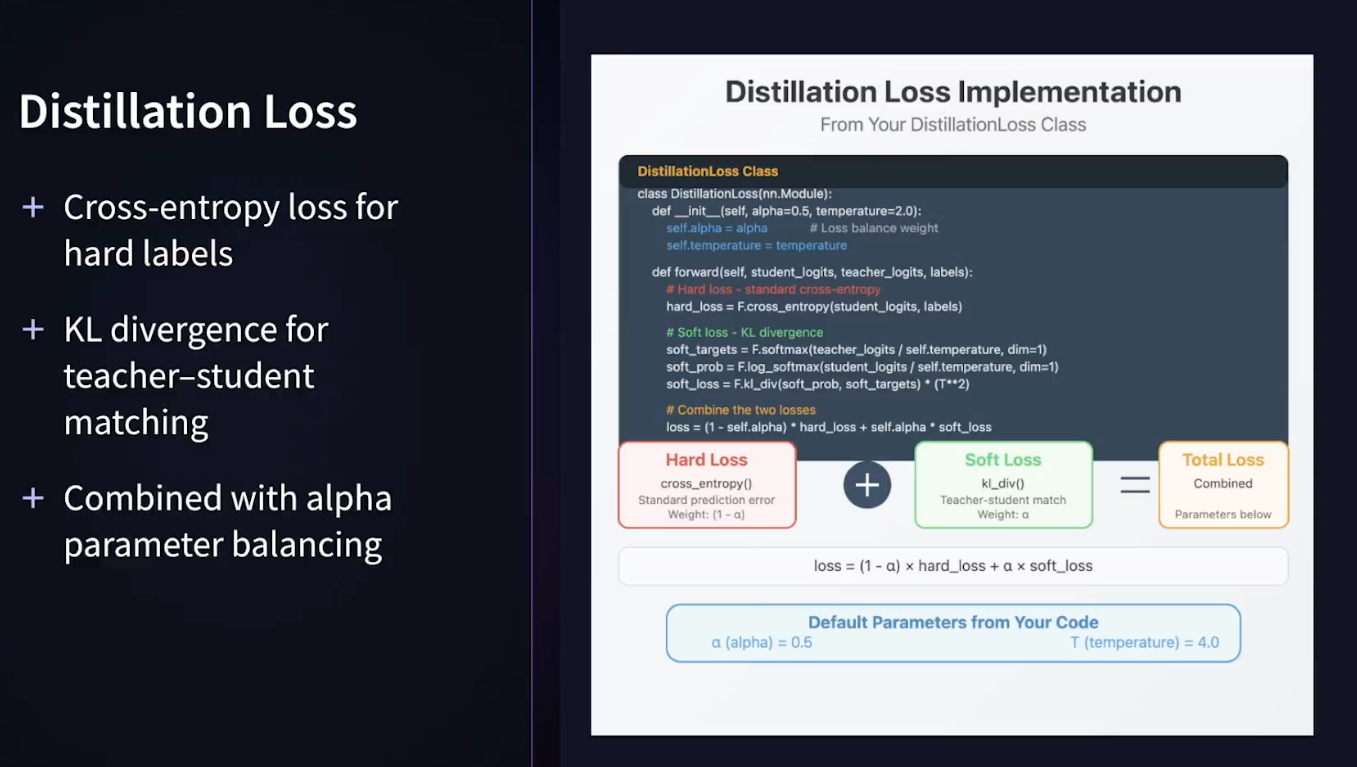 Distillation Loss
+ Cross-entropy loss for
hard labels
+ KL divergence for
teacher–student
matching
+ Combined with alpha
parameter balancing
Distillation Loss Implementation
From Your DistillationLoss Class
DistillationLoss Class
class DistillationLoss(nn.Module):
def __init__(self, alpha=0.5, temperature=2.0):
self.alpha = alpha # Loss balance weight
self.temperature = temperature
def forward(self, student_logits, teacher_logits, labels):
# Hard loss - standard cross-entropy
hard_loss = F.cross_entropy(student_logits, labels)
# Soft loss - KL divergence
soft_targets = F.softmax(teacher_logits / self.temperature, dim=1)
soft_prob = F.log_softmax(student_logits / self.temperature, dim=1)
soft_loss = F.kl_div(soft_prob, soft_targets) * (T**2)
# Combine the two losses
loss = (1 - self.alpha) * hard_loss + self.alpha * soft_loss
Hard Loss
cross_entropy()
Standard prediction error
Weight: (1 - α)
+
Soft Loss
kl_div()
Teacher-student match
Weight: α
=
Total Loss
Combined
Parameters below
loss = (1 - α) × hard_loss + α × soft_loss
Default Parameters from Your Code
α (alpha) = 0.5 T (temperature) = 4.0